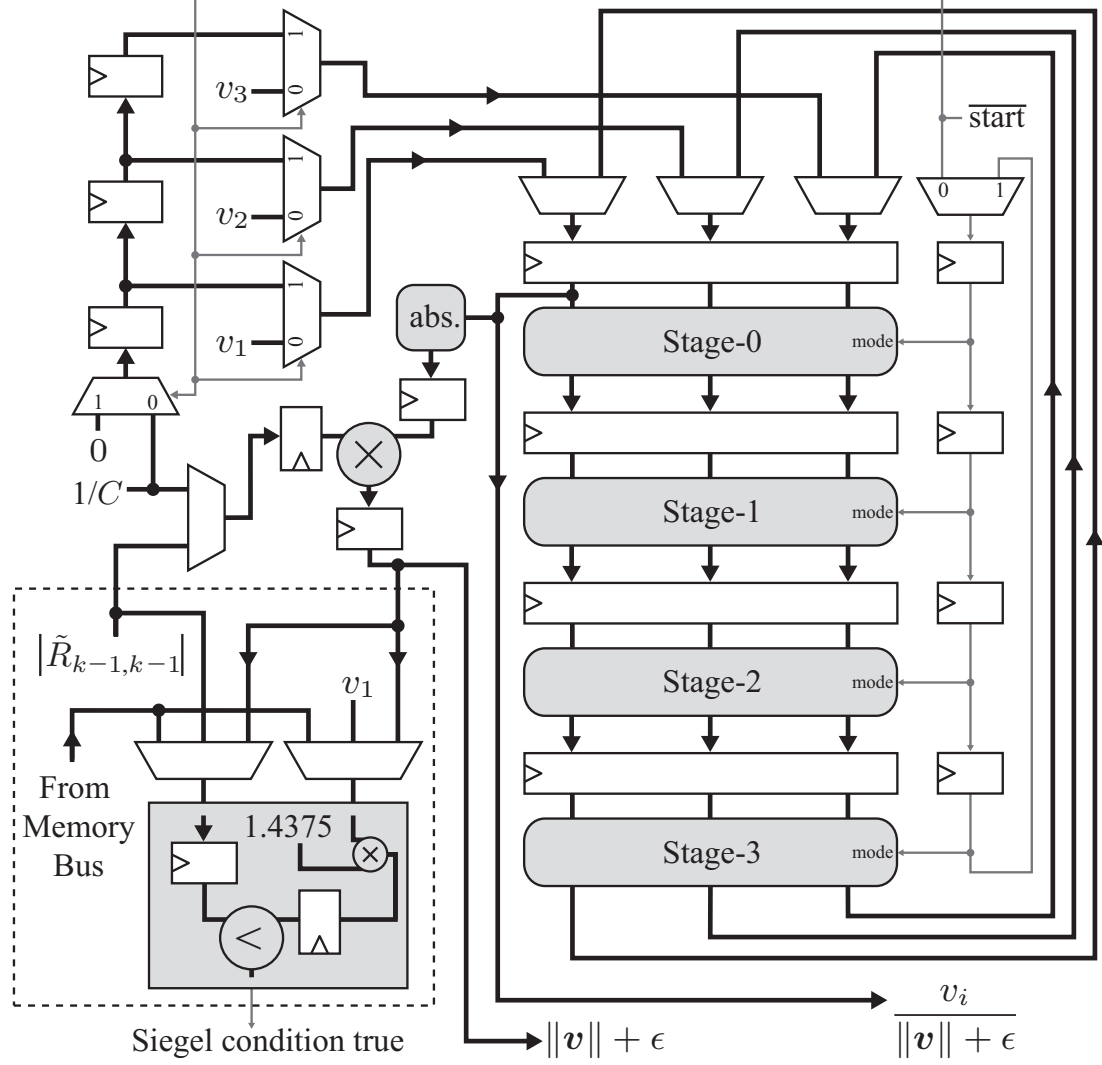 1
v₃
0
start
1
v₂
0
0 1
1
v₁
0
abs.
Stage-0
mode
1 0
0
×
1/C
Stage-1
mode
|R̃ₖ₋₁,ₖ₋₁|
v₁
Stage-2
mode
From
Memory
Bus
1.4375
×
<
Stage-3
mode
Siegel condition true
‖v‖ + ϵ
vᵢ
‖v‖ + ϵ